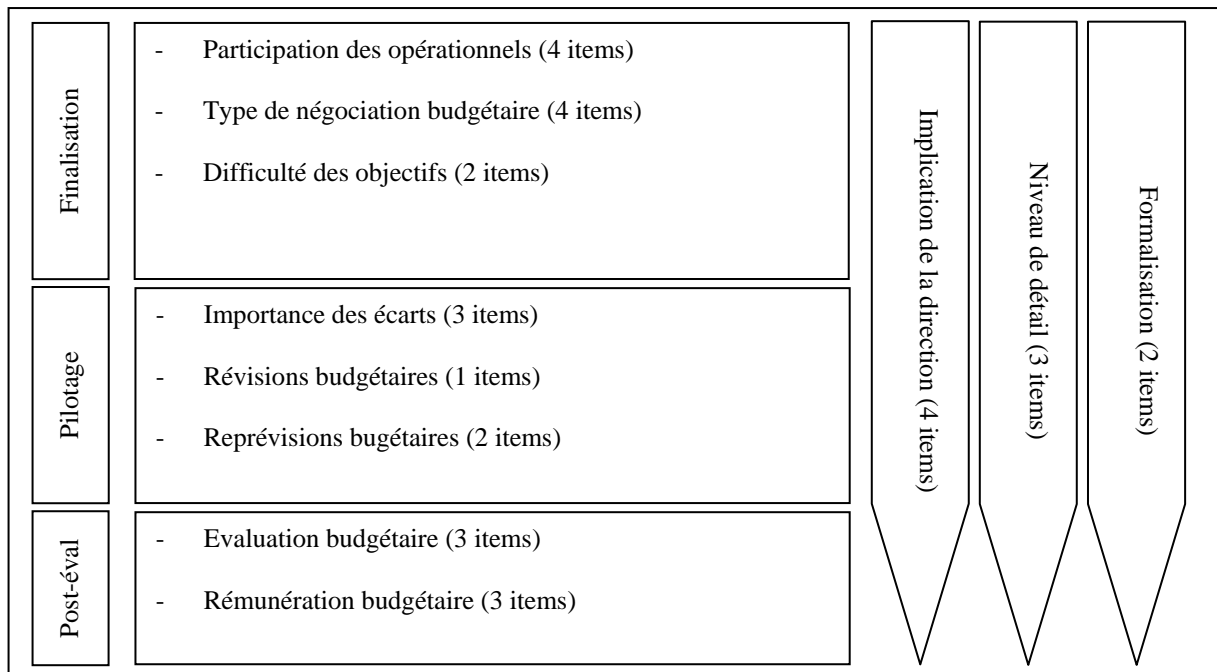 Finalisation
- Participation des opérationnels (4 items)
- Type de négociation budgétaire (4 items)
- Difficulté des objectifs (2 items)
Pilotage
- Importance des écarts (3 items)
- Révisions budgétaires (1 items)
- Reprévisions bugétaires (2 items)
Post-éval
- Evaluation budgétaire (3 items)
- Rémunération budgétaire (3 items)
Implication de la direction (4 items)
Niveau de détail (3 items)
Formalisation (2 items)